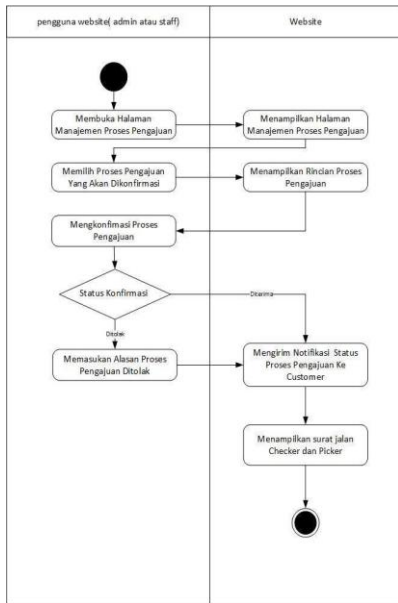 pengguna website( admin atau staff)
Website
Membuka Halaman
Manajemen Proses Pengajuan
Menampilkan Halaman
Manajemen Proses Pengajuan
Memilih Proses Pengajuan
Yang Akan Dikonfirmasi
Menampilkan Rincian Proses
Pengajuan
Mengkonfimasi Proses
Pengajuan
Status Konfirmasi
Diterima
Ditolak
Memasukan Alasan Proses
Pengajuan Ditolak
Mengirim Notifikasi Status
Proses Pengajuan Ke
Customer
Menampilkan surat jalan
Checker dan Picker